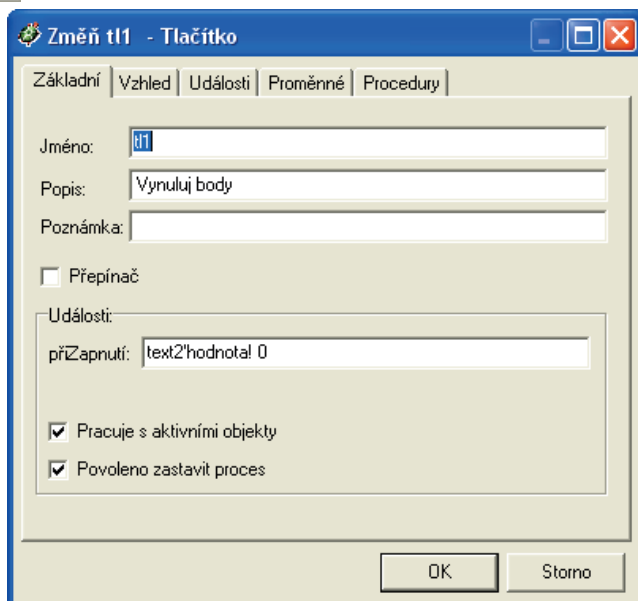 Změň tl1 - Tlačítko
Základní Vzhled Události Proměnné Procedury
Jméno: tl1
Popis: Vynuluj body
Poznámka:
Přepínač
Události:
přiZapnutí: text2'hodnota! 0
Pracuje s aktivními objekty
Povoleno zastavit proces
OK Storno